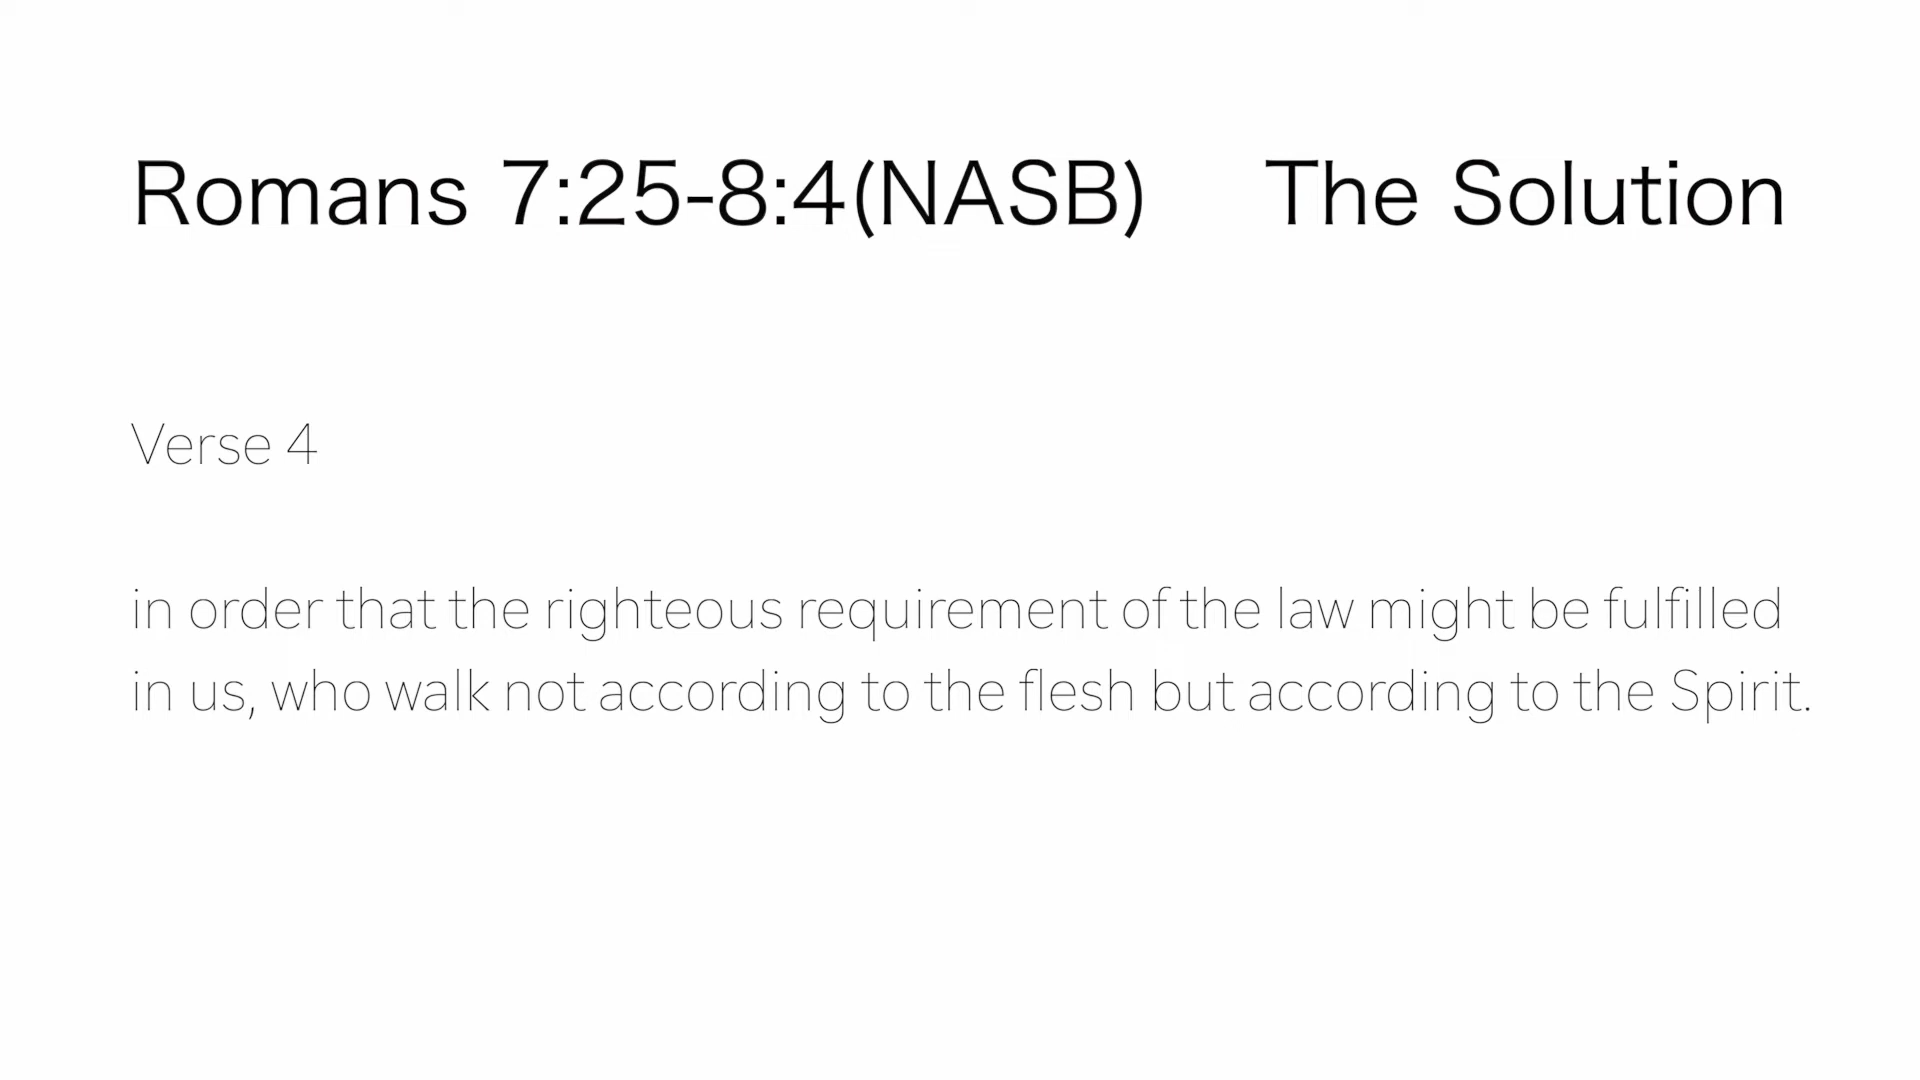 Romans 7:25-8:4(NASB) The Solution
Verse 4
in order that the righteous requirement of the law might be fulfilled
in us, who walk not according to the flesh but according to the Spirit.